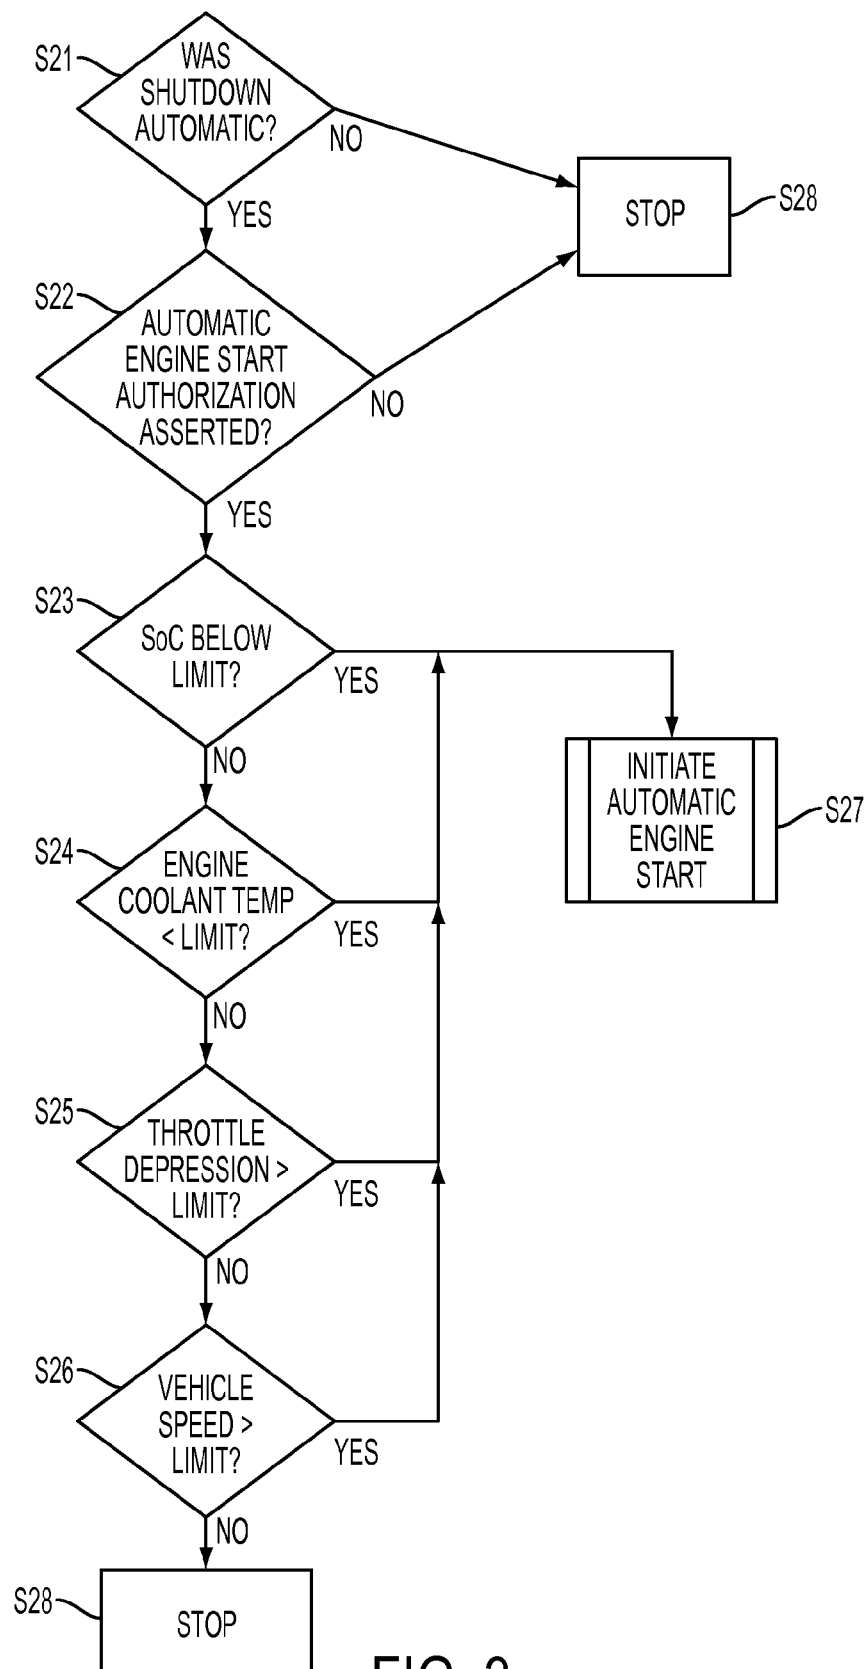 S21
WAS
SHUTDOWN
AUTOMATIC?
NO
YES
STOP
S28
S22
AUTOMATIC
ENGINE START
AUTHORIZATION
ASSERTED?
NO
YES
S23
SoC BELOW
LIMIT?
YES
NO
INITIATE
AUTOMATIC
ENGINE
START
S27
S24
ENGINE
COOLANT TEMP
< LIMIT?
YES
NO
S25
THROTTLE
DEPRESSION >
LIMIT?
YES
NO
S26
VEHICLE
SPEED >
LIMIT?
YES
NO
S28
STOP
FIG.